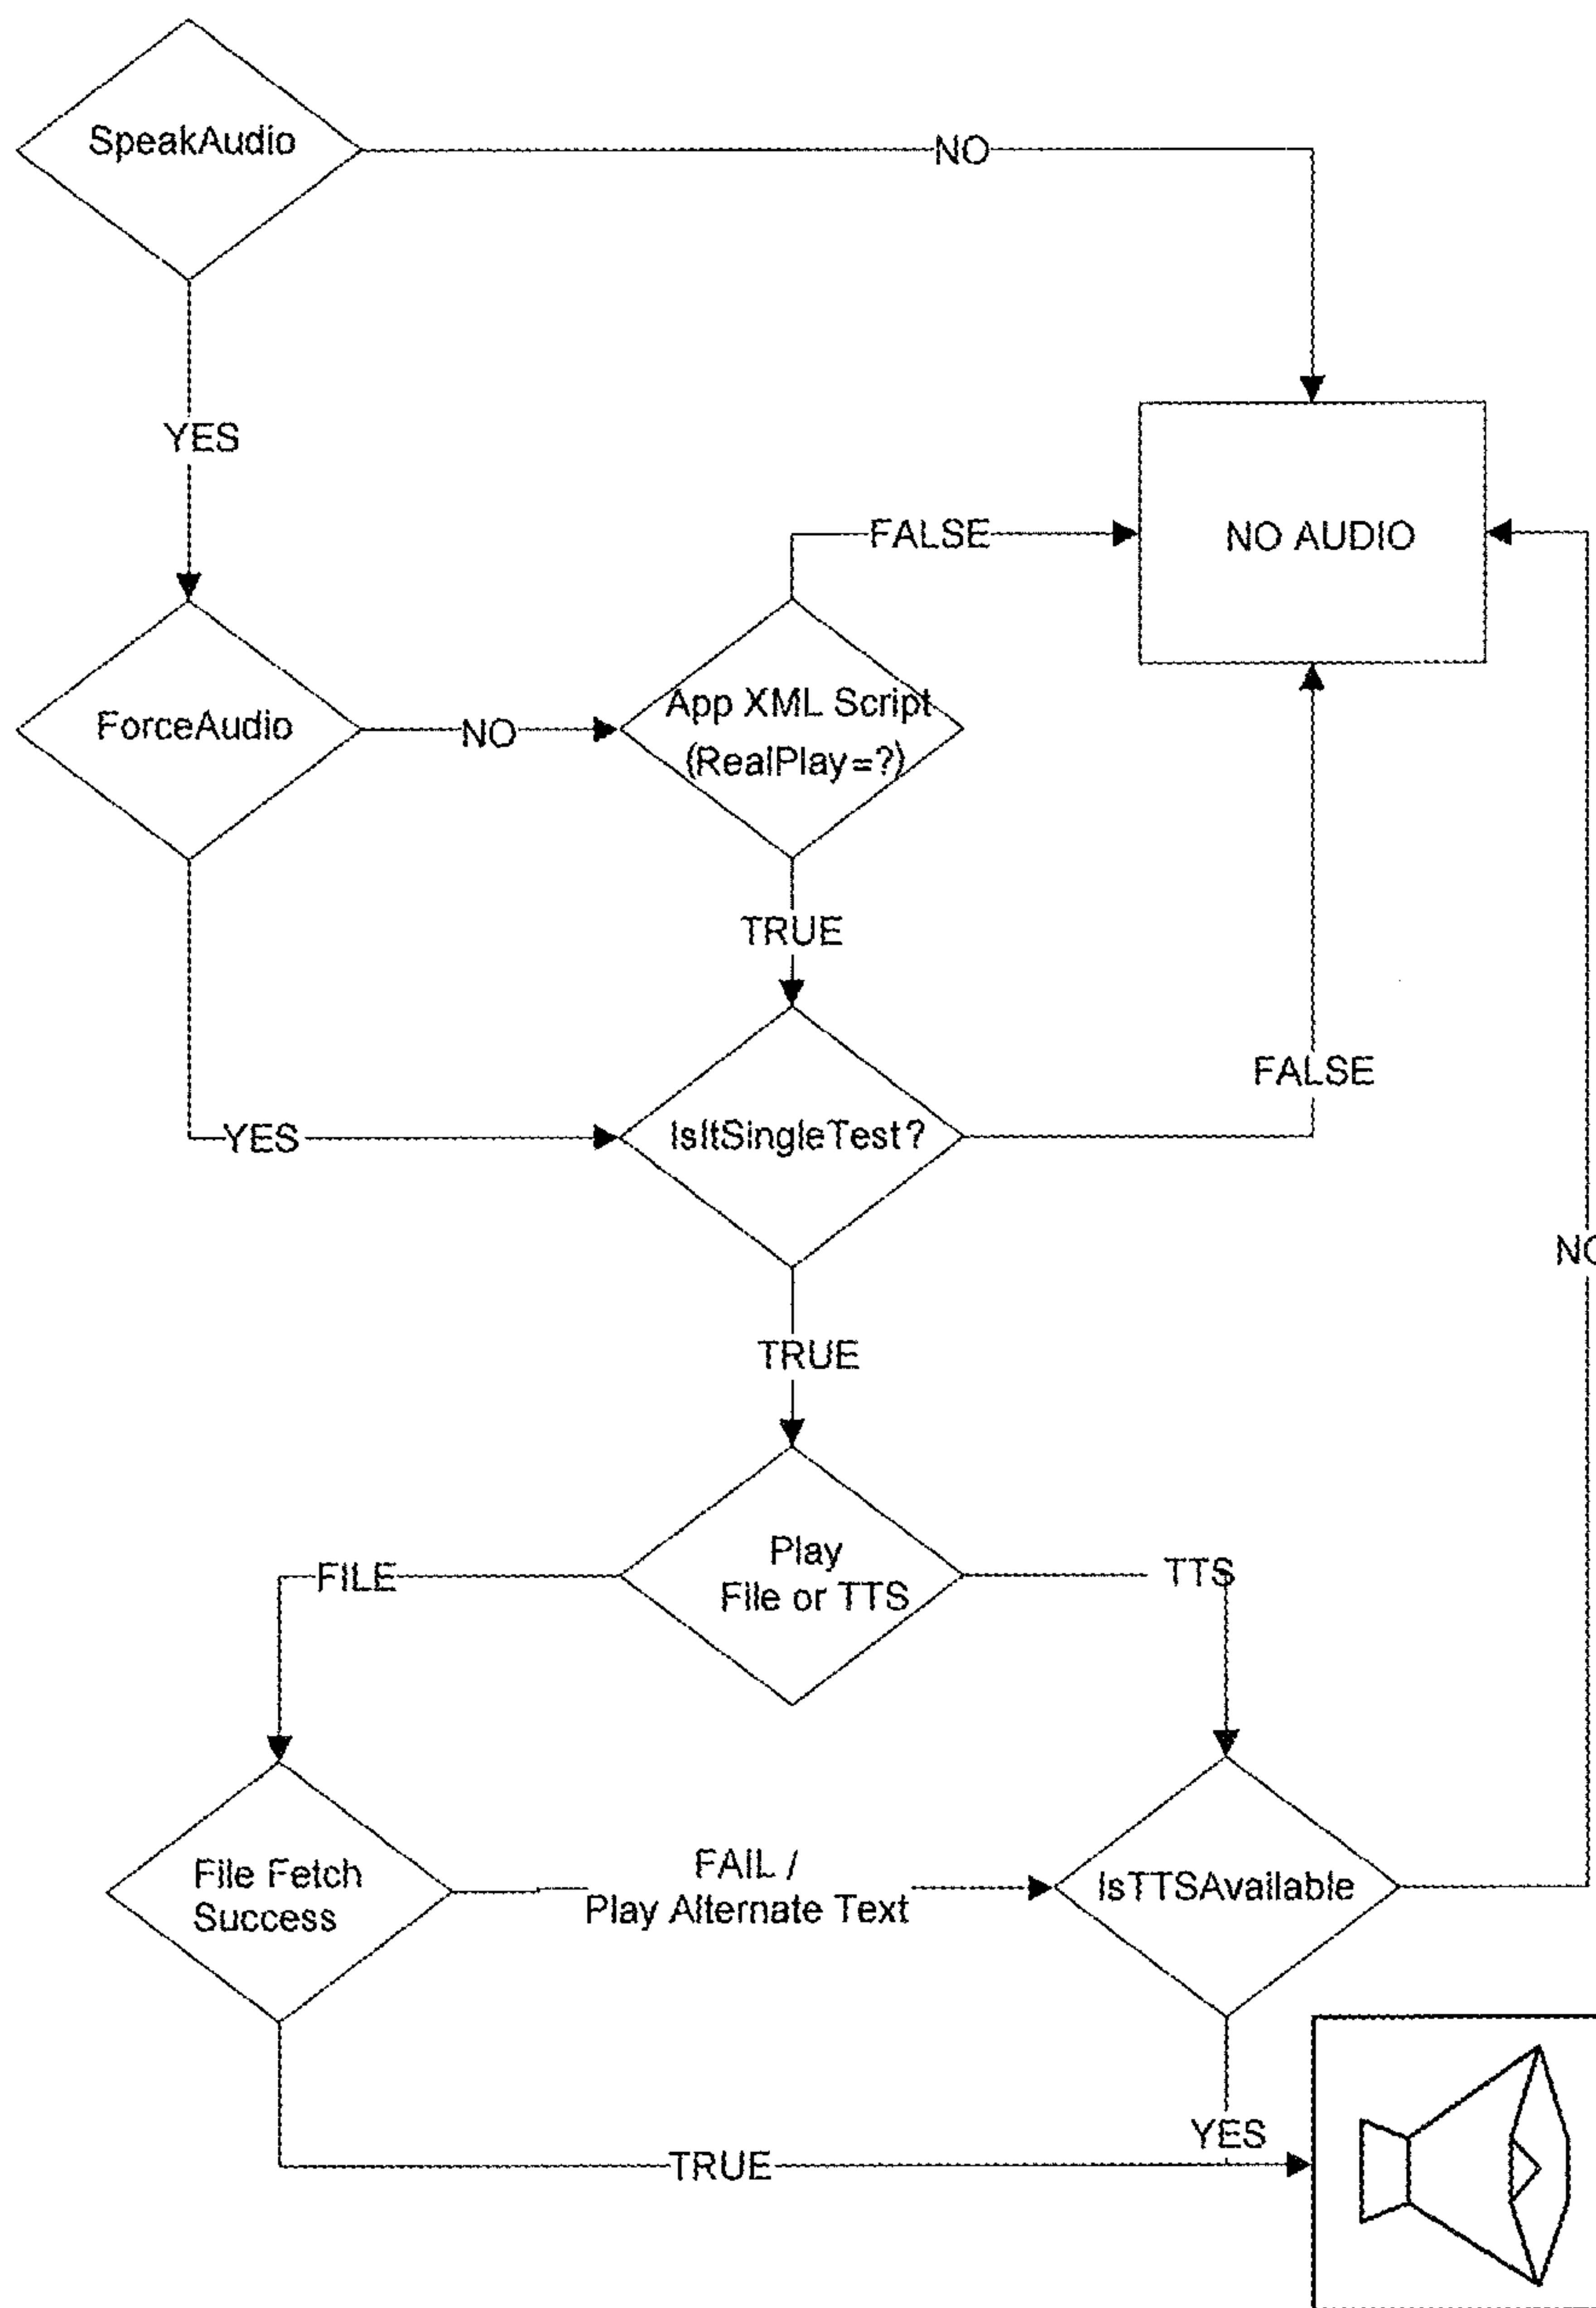 SpeakAudio
NO
YES
FALSE
NO AUDIO
ForceAudio
NO
App XML Script
(RealPlay=?)
TRUE
FALSE
YES
IsItSingleTest?
NO
TRUE
Play
File or TTS
FILE
TTS
File Fetch
Success
FAIL /
Play Alternate Text
IsTTSAvailable
YES
TRUE